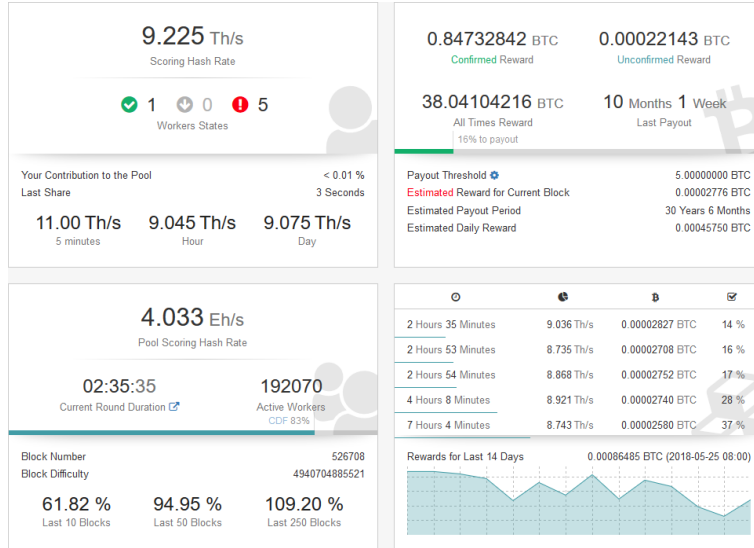 9.225 Th/s
Scoring Hash Rate
1 0 5
Workers States
Your Contribution to the Pool < 0.01 %
Last Share 3 Seconds
11.00 Th/s 9.045 Th/s 9.075 Th/s
5 minutes Hour Day
0.84732842 BTC 0.00022143 BTC
Confirmed Reward Unconfirmed Reward
38.04104216 BTC 10 Months 1 Week
All Times Reward Last Payout
16% to payout
Payout Threshold 5.00000000 BTC
Estimated Reward for Current Block 0.00002776 BTC
Estimated Payout Period 30 Years 6 Months
Estimated Daily Reward 0.00045750 BTC
4.033 Eh/s
Pool Scoring Hash Rate
02:35:35 192070
Current Round Duration Active Workers
CDF 83%
Block Number 526708
Block Difficulty 4940704885521
61.82 % 94.95 % 109.20 %
Last 10 Blocks Last 50 Blocks Last 250 Blocks
2 Hours 35 Minutes 9.036 Th/s 0.00002827 BTC 14 %
2 Hours 53 Minutes 8.735 Th/s 0.00002708 BTC 16 %
2 Hours 54 Minutes 8.868 Th/s 0.00002752 BTC 17 %
4 Hours 8 Minutes 8.921 Th/s 0.00002740 BTC 28 %
7 Hours 4 Minutes 8.743 Th/s 0.00002580 BTC 37 %
Rewards for Last 14 Days 0.00086485 BTC (2018-05-25 08:00)